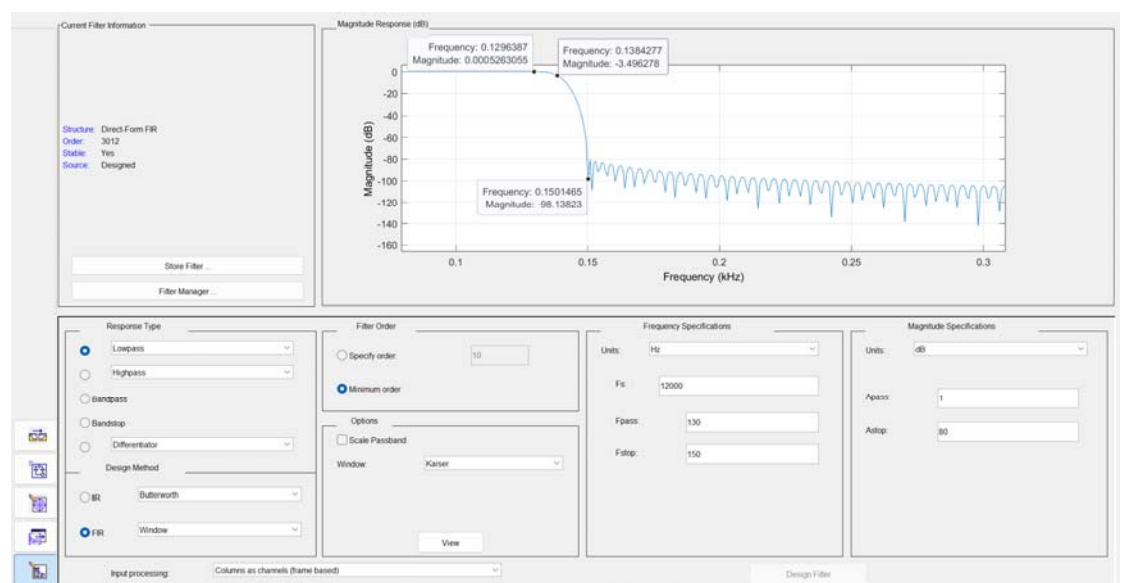 Current Filter Information
Structure: Direct-Form FIR
Order: 3012
Stable: Yes
Source: Designed
Store Filter ...
Filter Manager ...
Magnitude Response (dB)
Frequency: 0.1296387
Magnitude: 0.0005263055
Frequency: 0.1384277
Magnitude: -3.496278
Frequency: 0.1501465
Magnitude: -98.13823
Magnitude (dB)
0
-20
-40
-60
-80
-100
-120
-140
-160
0.1 0.15 0.2 0.25 0.3
Frequency (kHz)
Response Type
Lowpass
Highpass
Bandpass
Bandstop
Differentiator
Design Method
IIR Butterworth
FIR Window
Filter Order
Specify order: 10
Minimum order
Options
Scale Passband
Window: Kaiser
View
Frequency Specifications
Units: Hz
Fs: 12000
Fpass: 130
Fstop: 150
Magnitude Specifications
Units: dB
Apass: 1
Astop: 80
Input processing: Columns as channels (frame based)
Design Filter